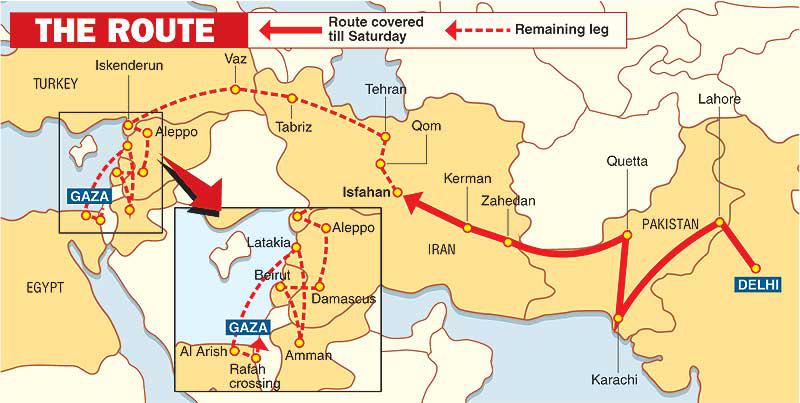 THE ROUTE
Route covered
till Saturday
Remaining leg
Iskenderun
Vaz
TURKEY
Tehran
Lahore
Aleppo
Tabriz
Qom
Quetta
GAZA
Isfahan
Kerman
Zahedan
PAKISTAN
IRAN
Aleppo
Latakia
EGYPT
Beirut
Damascus
DELHI
GAZA
Al Arish
Amman
Rafah
crossing
Karachi